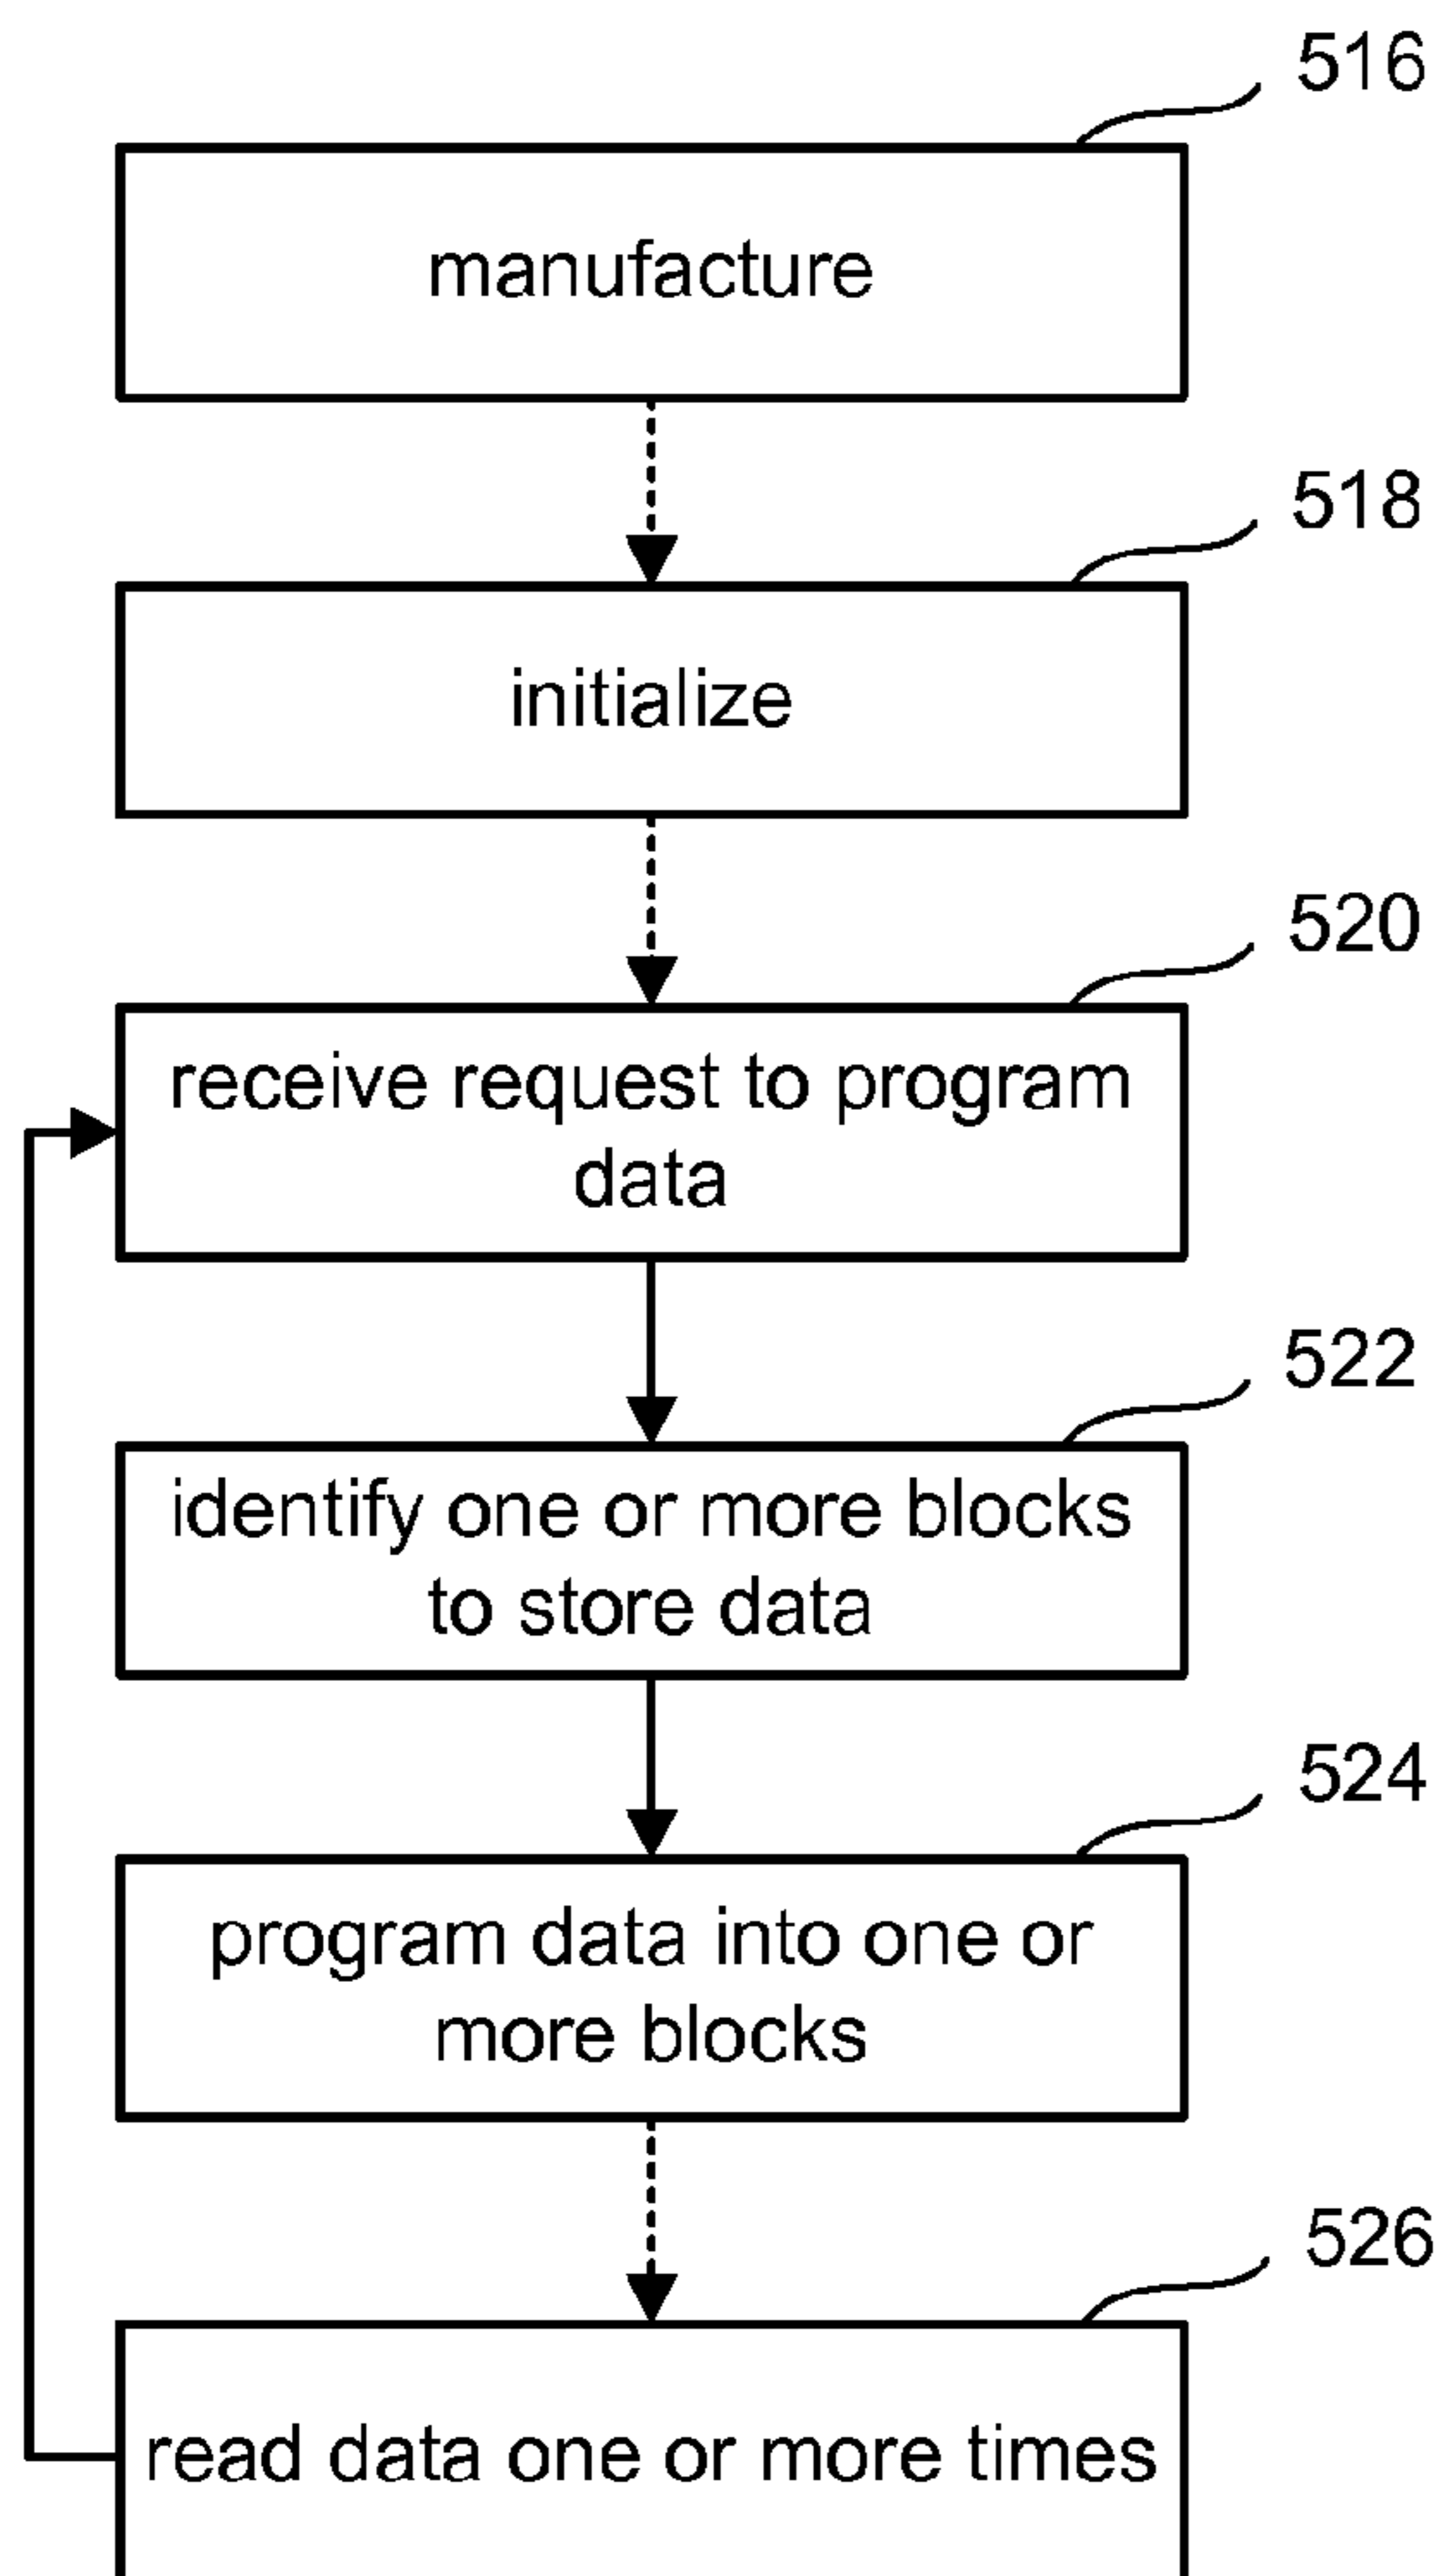 516
manufacture
518
initialize
520
receive request to program
data
522
identify one or more blocks
to store data
524
program data into one or
more blocks
526
read data one or more times